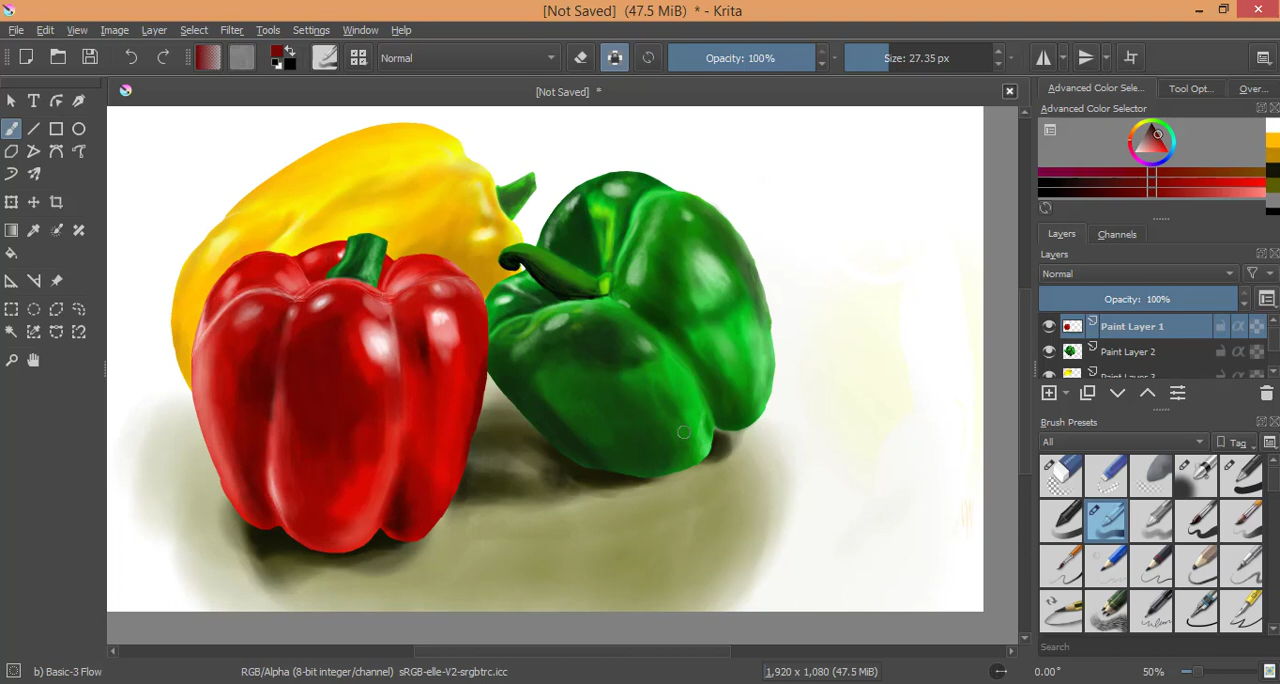 [Not Saved] (47.5 MiB) * - Krita
File Edit View Image Layer Select Filter Tools Settings Window Help
Normal Opacity: 100% Size: 27.35 px
[Not Saved] *
Advanced Color Sele... Tool Opt... Over...
Advanced Color Selector
Layers Channels
Layers
Normal
Opacity: 100%
Paint Layer 1
Paint Layer 2
Paint Layer 3
Brush Presets
All Tag
Search
b) Basic-3 Flow RGB/Alpha (8-bit integer/channel) sRGB-elle-V2-srgbtrc.icc 1,920 x 1,080 (47.5 MiB) 0.00° 50%